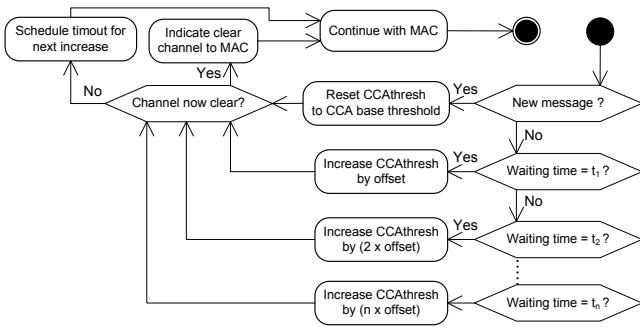 Schedule timeout for
next increase
Indicate clear
channel to MAC
Continue with MAC
No
Yes
Channel now clear?
Reset CCAthresh
to CCA base threshold
Yes
New message ?
No
Increase CCAthresh
by offset
Yes
Waiting time = t₁ ?
No
Increase CCAthresh
by (2 x offset)
Yes
Waiting time = t₂ ?
Increase CCAthresh
by (n x offset)
Waiting time = tₙ ?